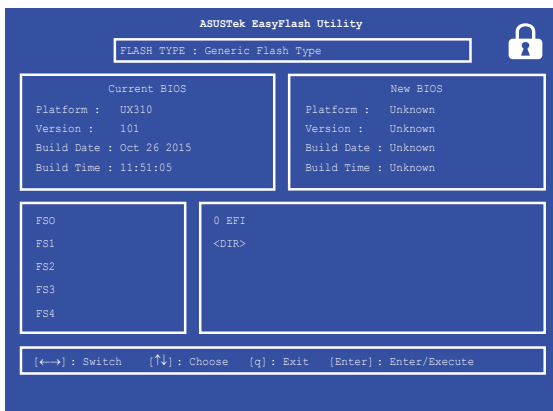 ASUSTek EasyFlash Utility
FLASH TYPE : Generic Flash Type
Current BIOS
Platform : UX310
Version : 101
Build Date : Oct 26 2015
Build Time : 11:51:05
New BIOS
Platform : Unknown
Version : Unknown
Build Date : Unknown
Build Time : Unknown
FSO
FS1
FS2
FS3
FS4
0 EFI
<DIR>
[←→] : Switch [↑↓] : Choose [q] : Exit [Enter] : Enter/Execute